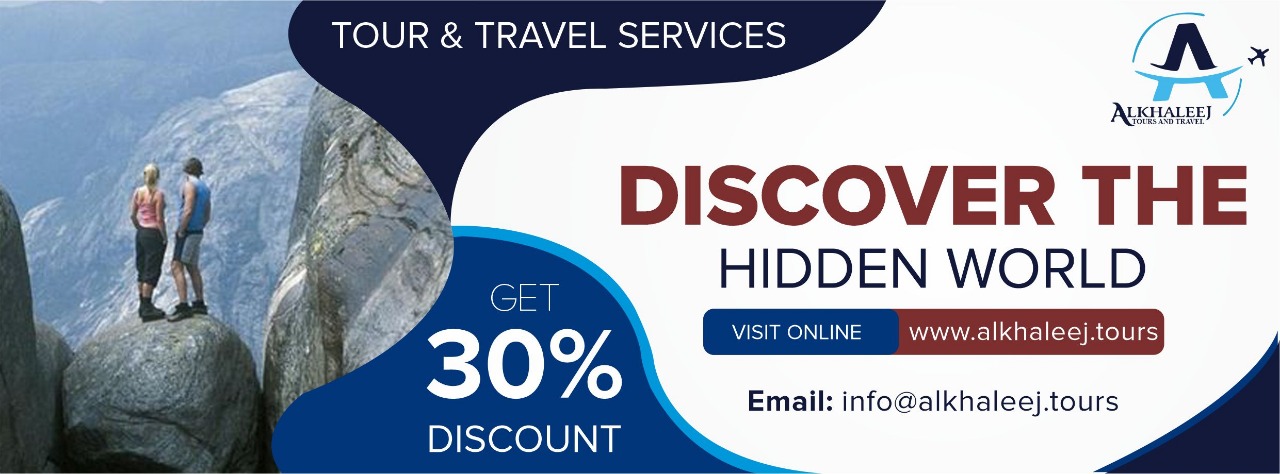 TOUR & TRAVEL SERVICES
ALKHALEEJ
TOURS AND TRAVEL
DISCOVER THE
HIDDEN WORLD
VISIT ONLINE www.alkhaleej.tours
Email: info@alkhaleej.tours
GET
30%
DISCOUNT